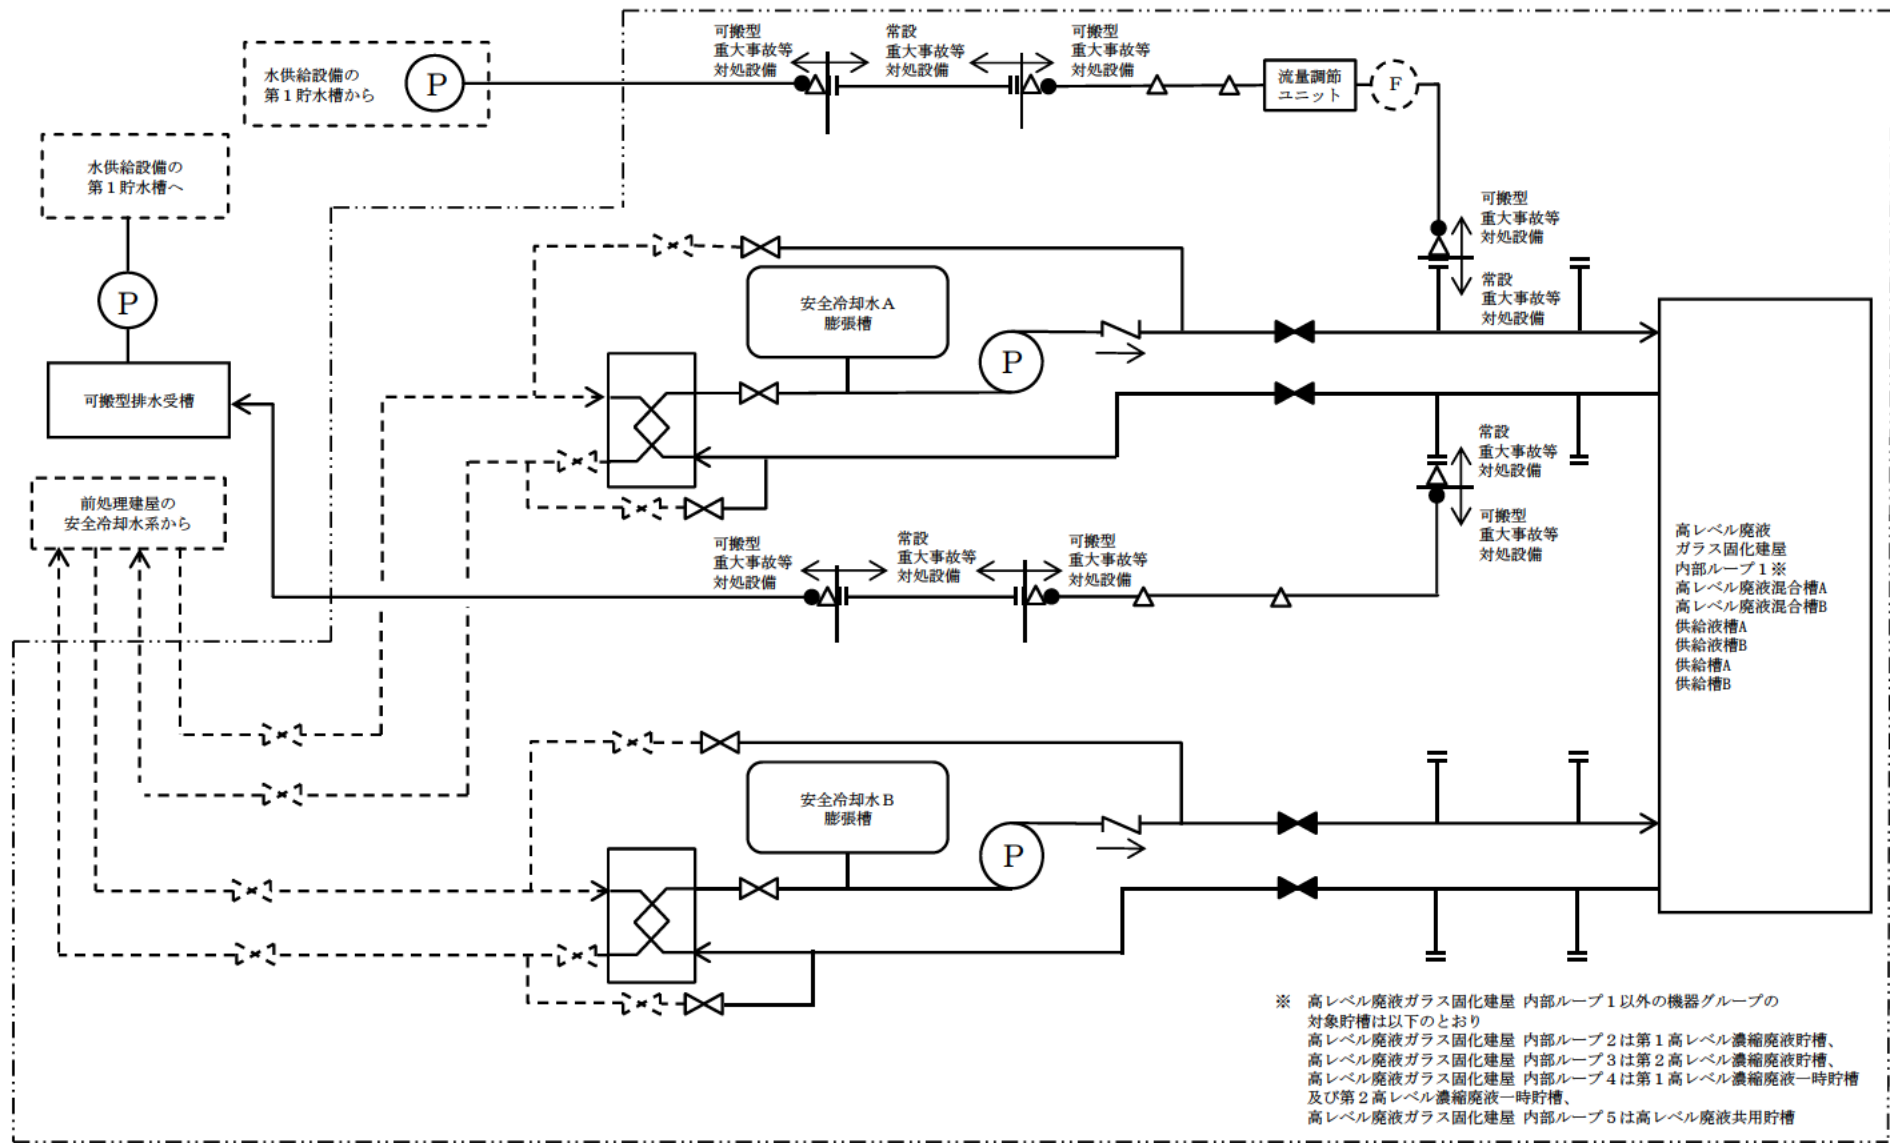 水供給設備の
第１貯水槽から
P
可搬型
重大事故等
対処設備
常設
重大事故等
対処設備
可搬型
重大事故等
対処設備
流量調節
ユニット
F
水供給設備の
第１貯水槽へ
P
可搬型排水受槽
可搬型
重大事故等
対処設備
常設
重大事故等
対処設備
安全冷却水Ａ
膨張槽
P
常設
重大事故等
対処設備
可搬型
重大事故等
対処設備
前処理建屋の
安全冷却水系から
可搬型
重大事故等
対処設備
常設
重大事故等
対処設備
可搬型
重大事故等
対処設備
高レベル廃液
ガラス固化建屋
内部ループ１※
高レベル廃液混合槽A
高レベル廃液混合槽B
供給液槽A
供給液槽B
供給槽A
供給槽B
安全冷却水Ｂ
膨張槽
P
※ 高レベル廃液ガラス固化建屋 内部ループ１以外の機器グループの
対象貯槽は以下のとおり
高レベル廃液ガラス固化建屋 内部ループ２は第１高レベル濃縮廃液貯槽、
高レベル廃液ガラス固化建屋 内部ループ３は第２高レベル濃縮廃液貯槽、
高レベル廃液ガラス固化建屋 内部ループ４は第１高レベル濃縮廃液一時貯槽
及び第２高レベル濃縮廃液一時貯槽、
高レベル廃液ガラス固化建屋 内部ループ５は高レベル廃液共用貯槽